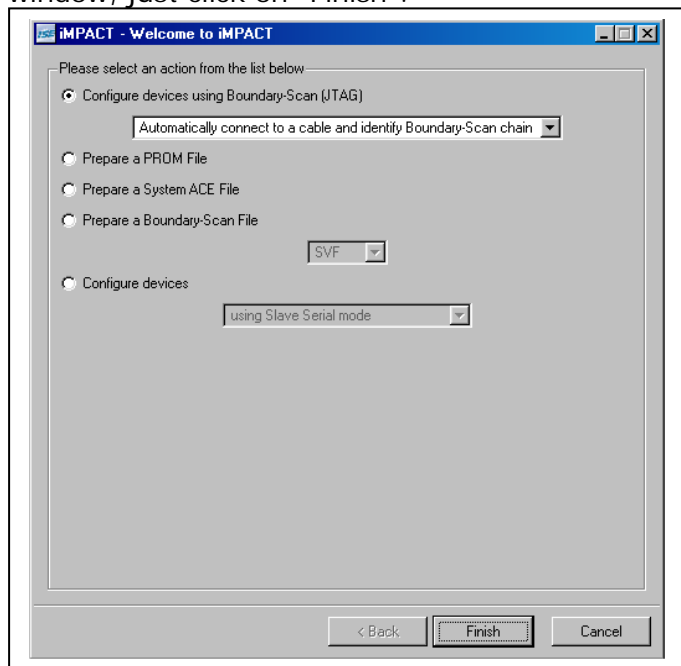 window, just click on "Finish".
ISE iMPACT - Welcome to iMPACT
Please select an action from the list below
Configure devices using Boundary-Scan (JTAG)
Automatically connect to a cable and identify Boundary-Scan chain
Prepare a PROM File
Prepare a System ACE File
Prepare a Boundary-Scan File
SVF
Configure devices
using Slave Serial mode
< Back Finish Cancel